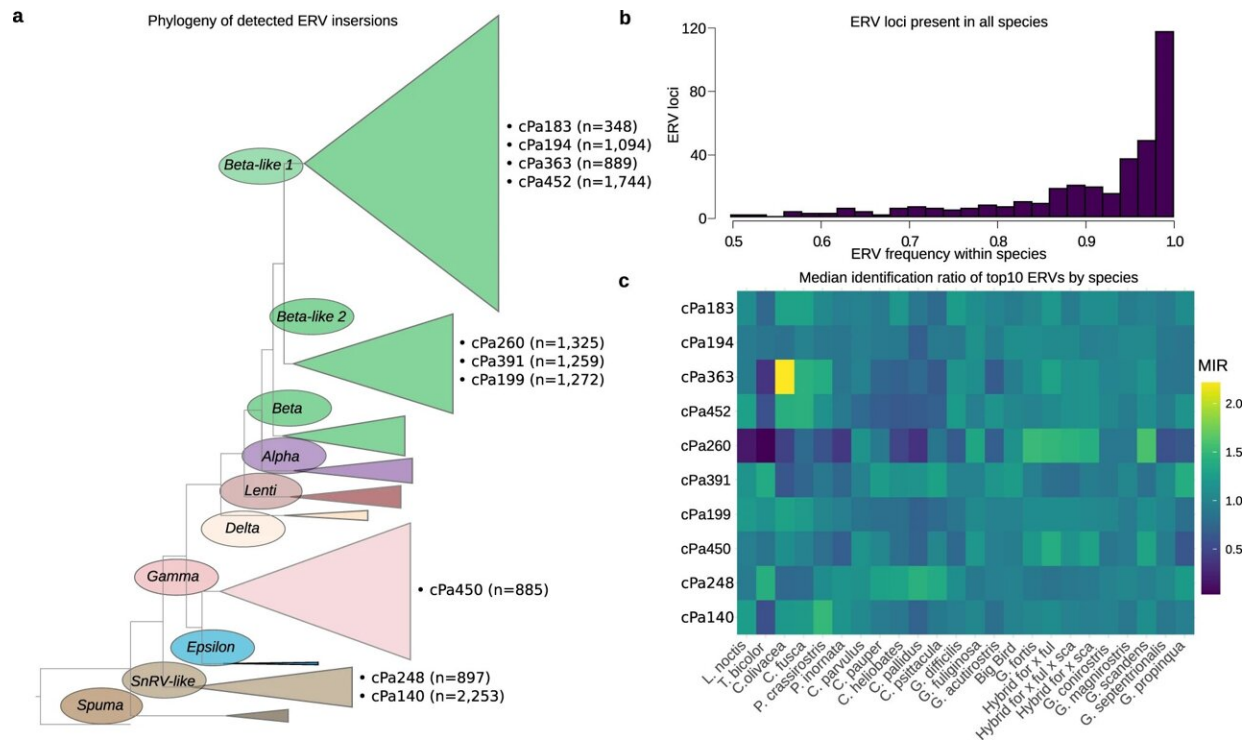 a
Phylogeny of detected ERV insersions
Beta-like 1
• cPa183 (n=348)
• cPa194 (n=1,094)
• cPa363 (n=889)
• cPa452 (n=1,744)
Beta-like 2
• cPa260 (n=1,325)
• cPa391 (n=1,259)
• cPa199 (n=1,272)
Beta
Alpha
Lenti
Delta
Gamma
• cPa450 (n=885)
Epsilon
SnRV-like
• cPa248 (n=897)
• cPa140 (n=2,253)
Spuma
b
ERV loci present in all species
ERV loci
120
80
40
0
0.5
0.6
0.7
0.8
0.9
1.0
ERV frequency within species
c
Median identification ratio of top10 ERVs by species
cPa183
cPa194
cPa363
cPa452
cPa260
cPa391
cPa199
cPa450
cPa248
cPa140
MIR
2.0
1.5
1.0
0.5
L. noctis
T. bicolor
C.olivacea
C. fusca
P. crassirostris
P. inornata
C. parvulus
C. pauper
C. heliobates
C. pallidus
C. psittacula
G. difficilis
G. fuliginosa
G. acutirostris
Big Bird
G. fortis
Hybrid for x ful
Hybrid for x ful x sca
Hybrid for x sca
G. conirostris
G. magnirostris
G. scandens
G. septentrionalis
G. propinqua